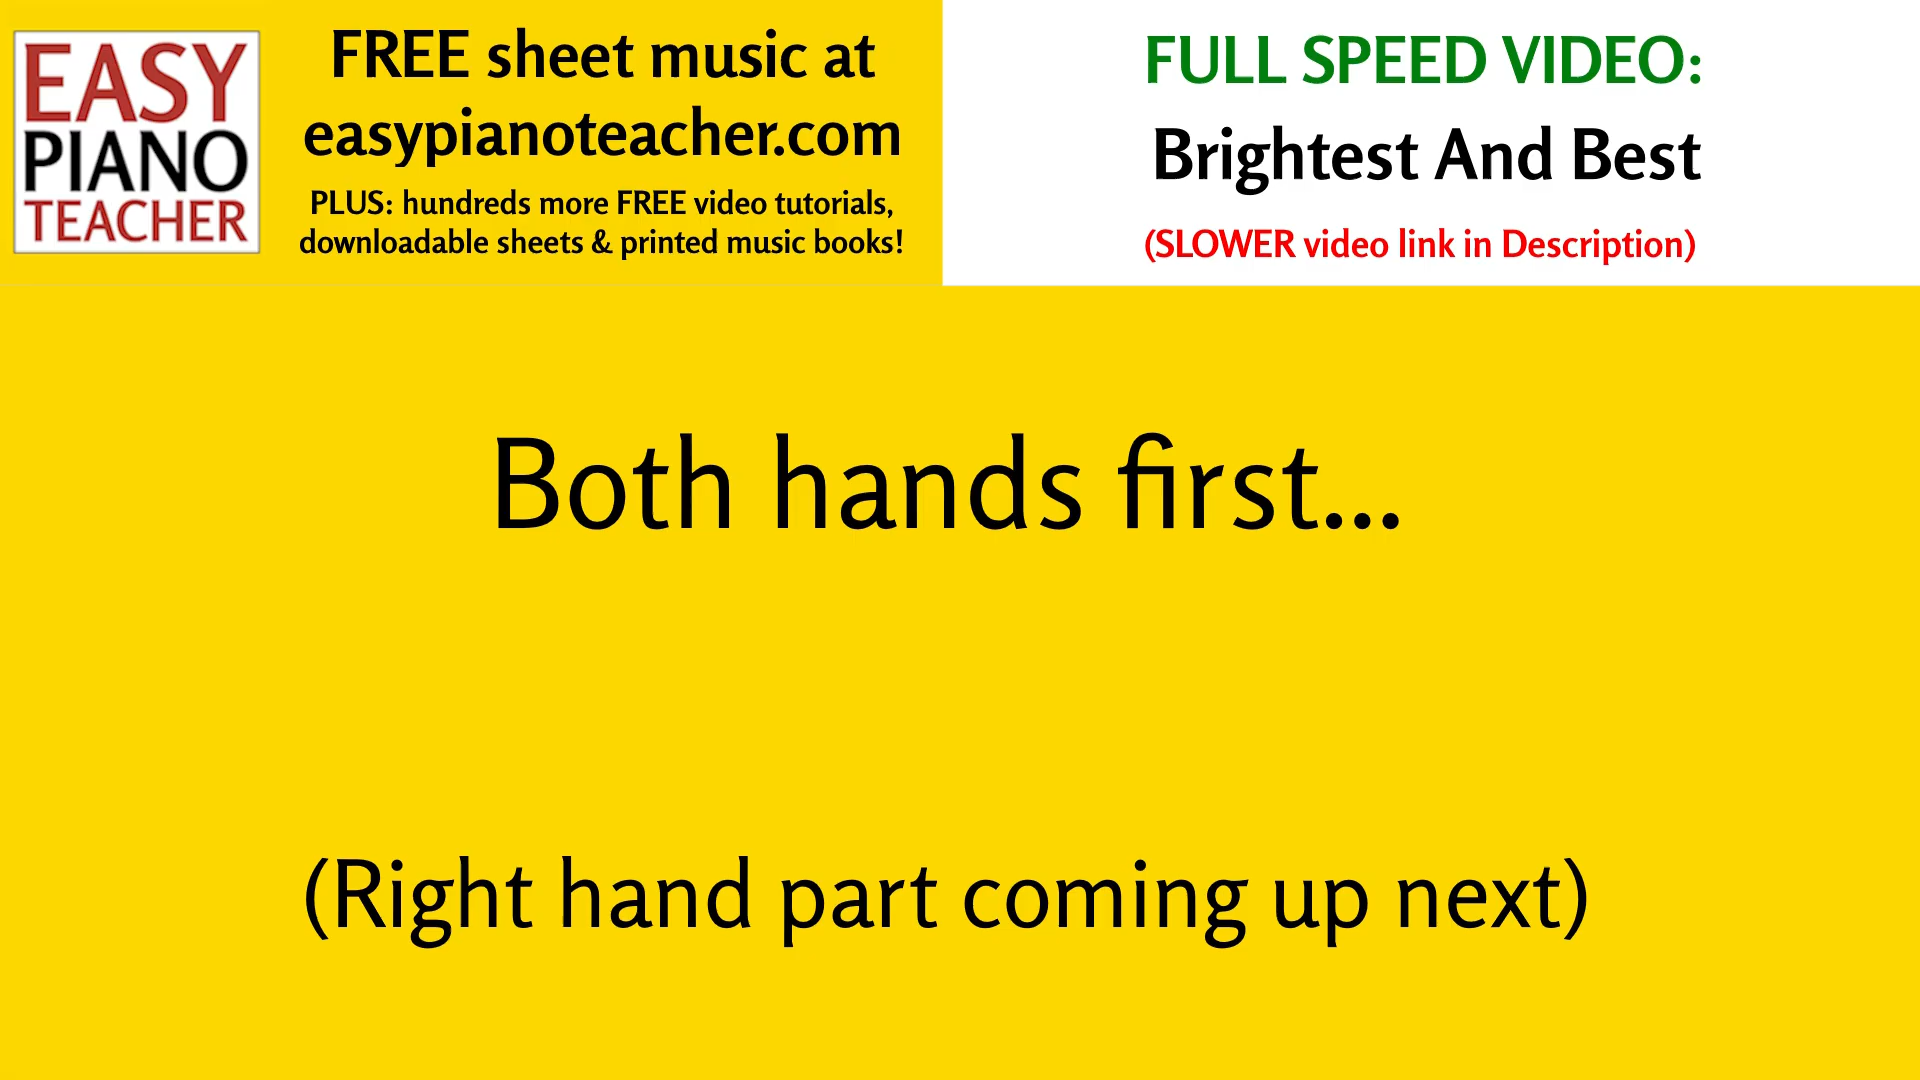 EASY
PIANO
TEACHER
FREE sheet music at
easypianoteacher.com
PLUS: hundreds more FREE video tutorials,
downloadable sheets & printed music books!
FULL SPEED VIDEO:
Brightest And Best
(SLOWER video link in Description)
Both hands first...
(Right hand part coming up next)